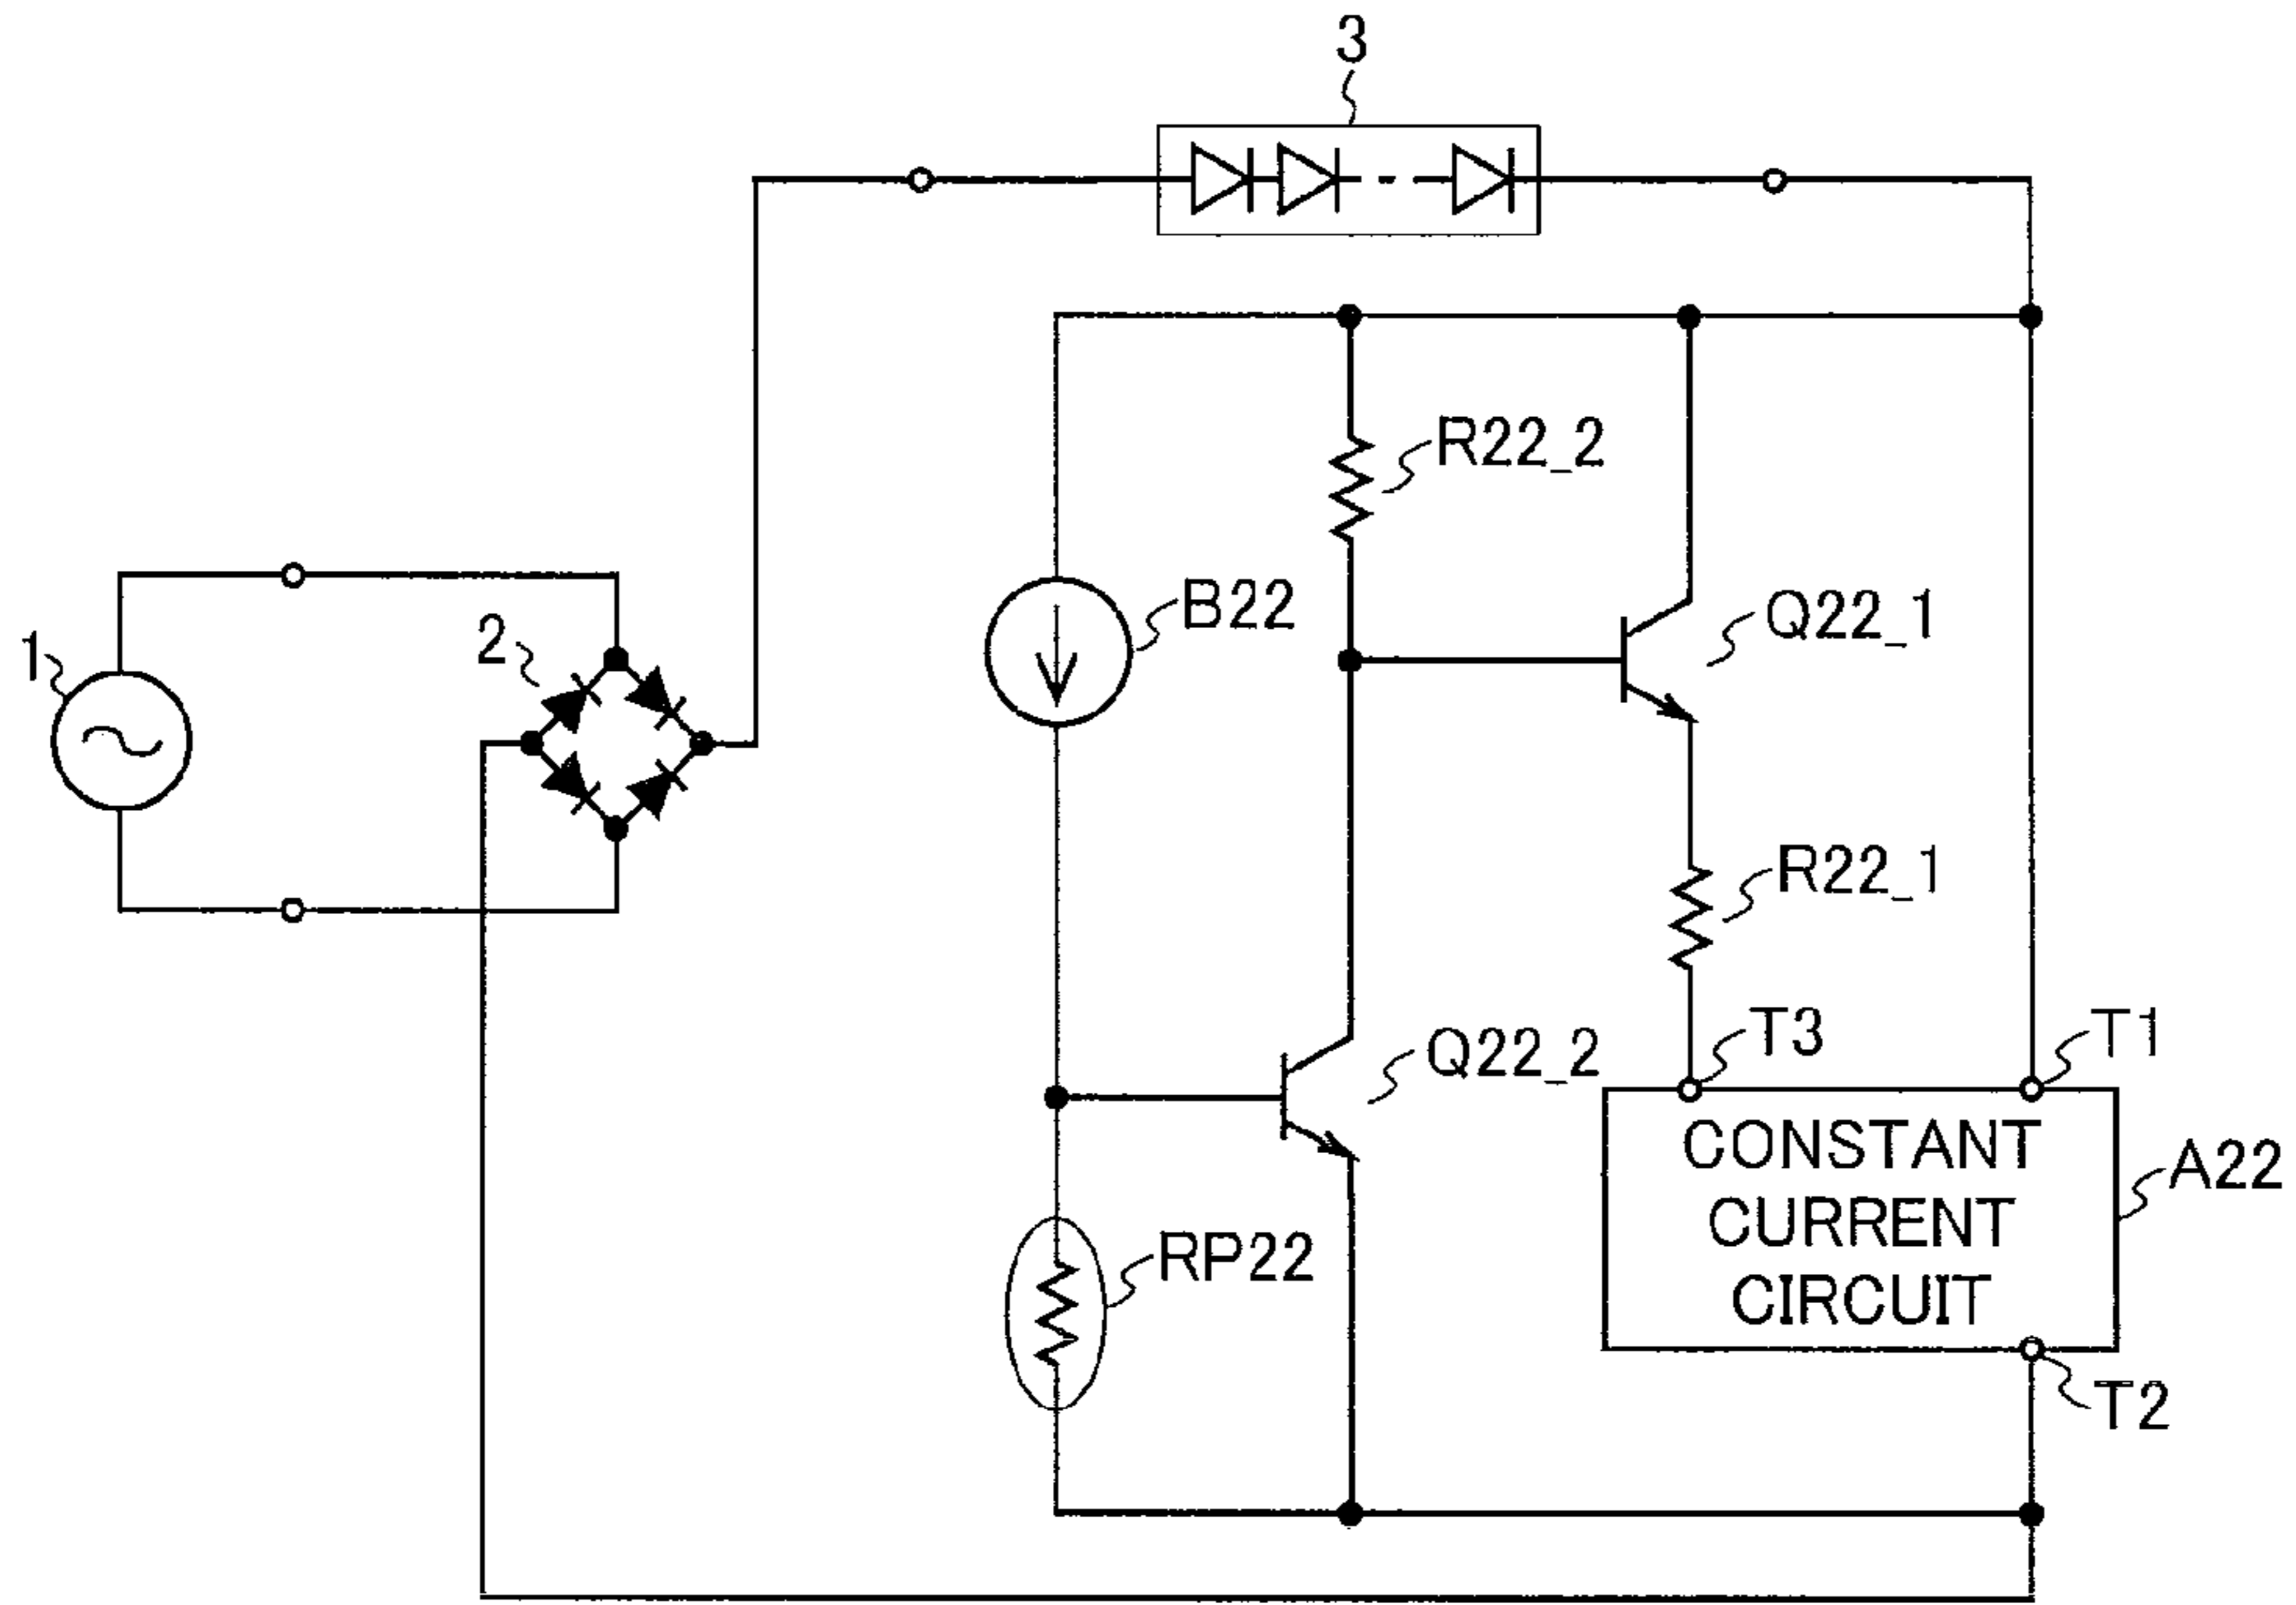 3
R22_2
B22
Q22_1
1
2
R22_1
T3
T1
Q22_2
CONSTANT
CURRENT
CIRCUIT
A22
RP22
T2